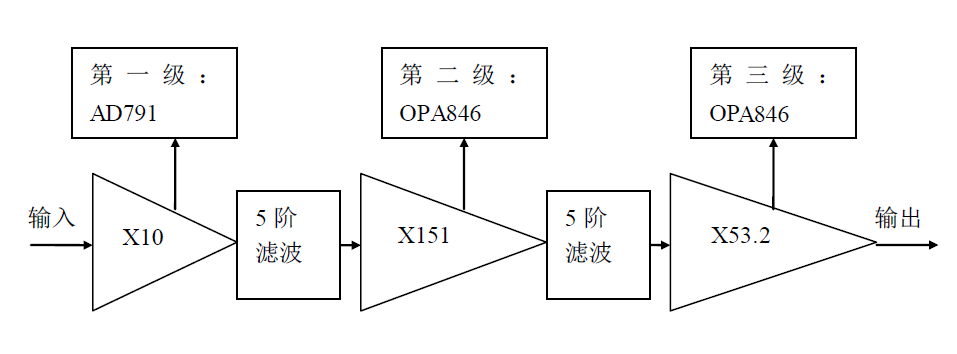 第一级：
AD791
第二级：
OPA846
第三级：
OPA846
输入
X10
5 阶
滤波
X151
5 阶
滤波
X53.2
输出